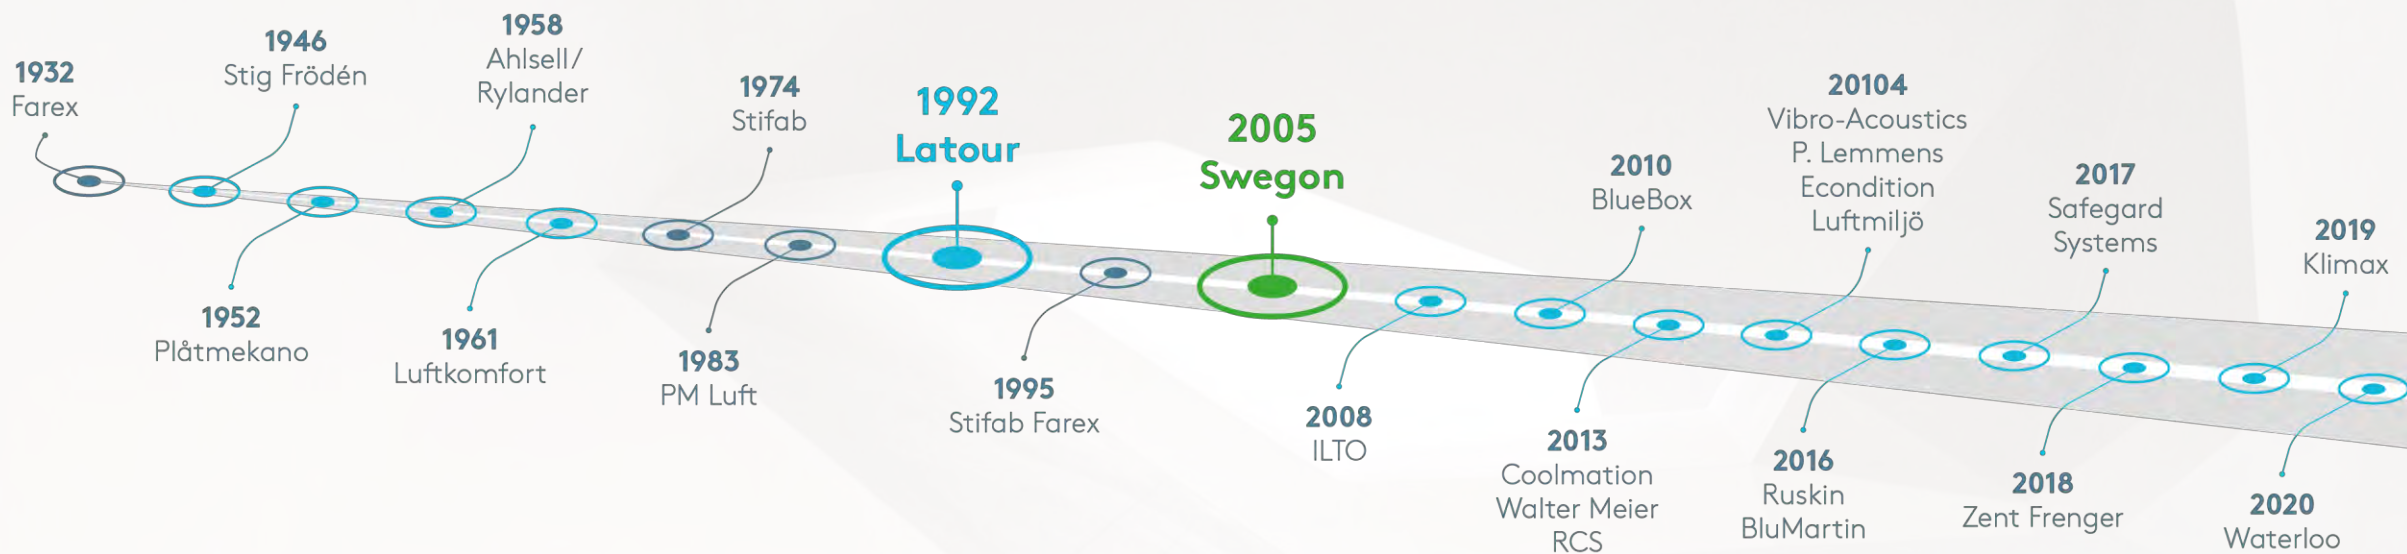 1932
Farex
1946
Stig Frödén
1952
Plåtmekano
1958
Ahlsell/
Rylander
1961
Luftkomfort
1974
Stifab
1983
PM Luft
1992
Latour
1995
Stifab Farex
2005
Swegon
2008
ILTO
2010
BlueBox
2013
Coolmation
Walter Meier
RCS
20104
Vibro-Acoustics
P. Lemmens
Econdition
Luftmiljö
2016
Ruskin
BluMartin
2017
Safegard
Systems
2018
Zent Frenger
2019
Klimax
2020
Waterloo